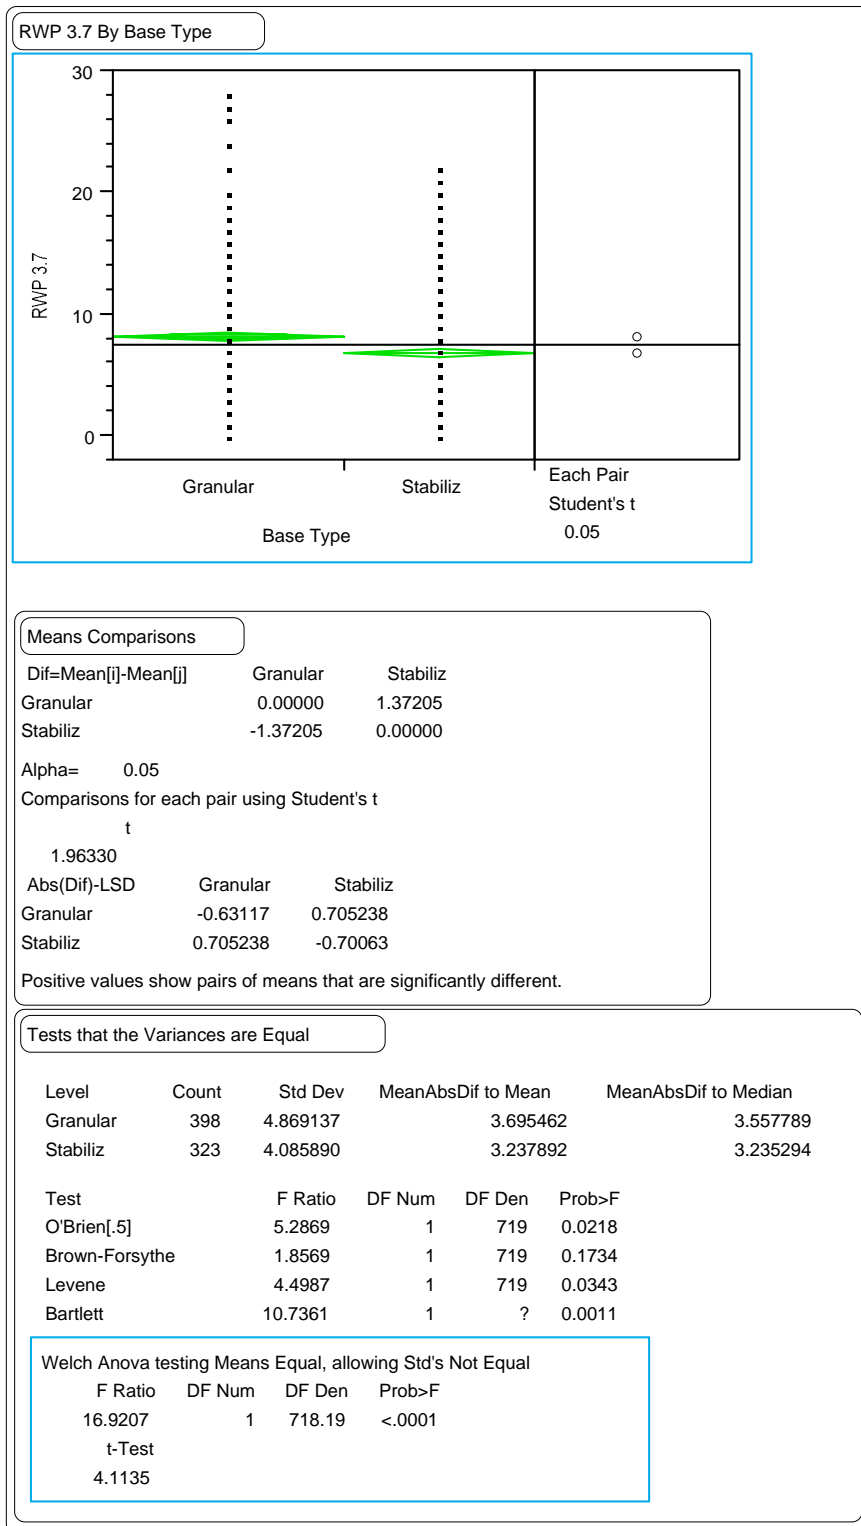 RWP 3.7 By Base Type
30
20
10
0
RWP 3.7
Granular Stabiliz
Base Type
Each Pair
Student's t
0.05
Means Comparisons
Dif=Mean[i]-Mean[j] Granular Stabiliz
Granular 0.00000 1.37205
Stabiliz -1.37205 0.00000
Alpha= 0.05
Comparisons for each pair using Student's t
t
1.96330
Abs(Dif)-LSD Granular Stabiliz
Granular -0.63117 0.705238
Stabiliz 0.705238 -0.70063
Positive values show pairs of means that are significantly different.
Tests that the Variances are Equal
Level Count Std Dev MeanAbsDif to Mean MeanAbsDif to Median
Granular 398 4.869137 3.695462 3.557789
Stabiliz 323 4.085890 3.237892 3.235294
Test F Ratio DF Num DF Den Prob>F
O'Brien[.5] 5.2869 1 719 0.0218
Brown-Forsythe 1.8569 1 719 0.1734
Levene 4.4987 1 719 0.0343
Bartlett 10.7361 1 ? 0.0011
Welch Anova testing Means Equal, allowing Std's Not Equal
F Ratio DF Num DF Den Prob>F
16.9207 1 718.19 <.0001
t-Test
4.1135